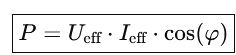 P = U_eff · I_eff · cos(φ)